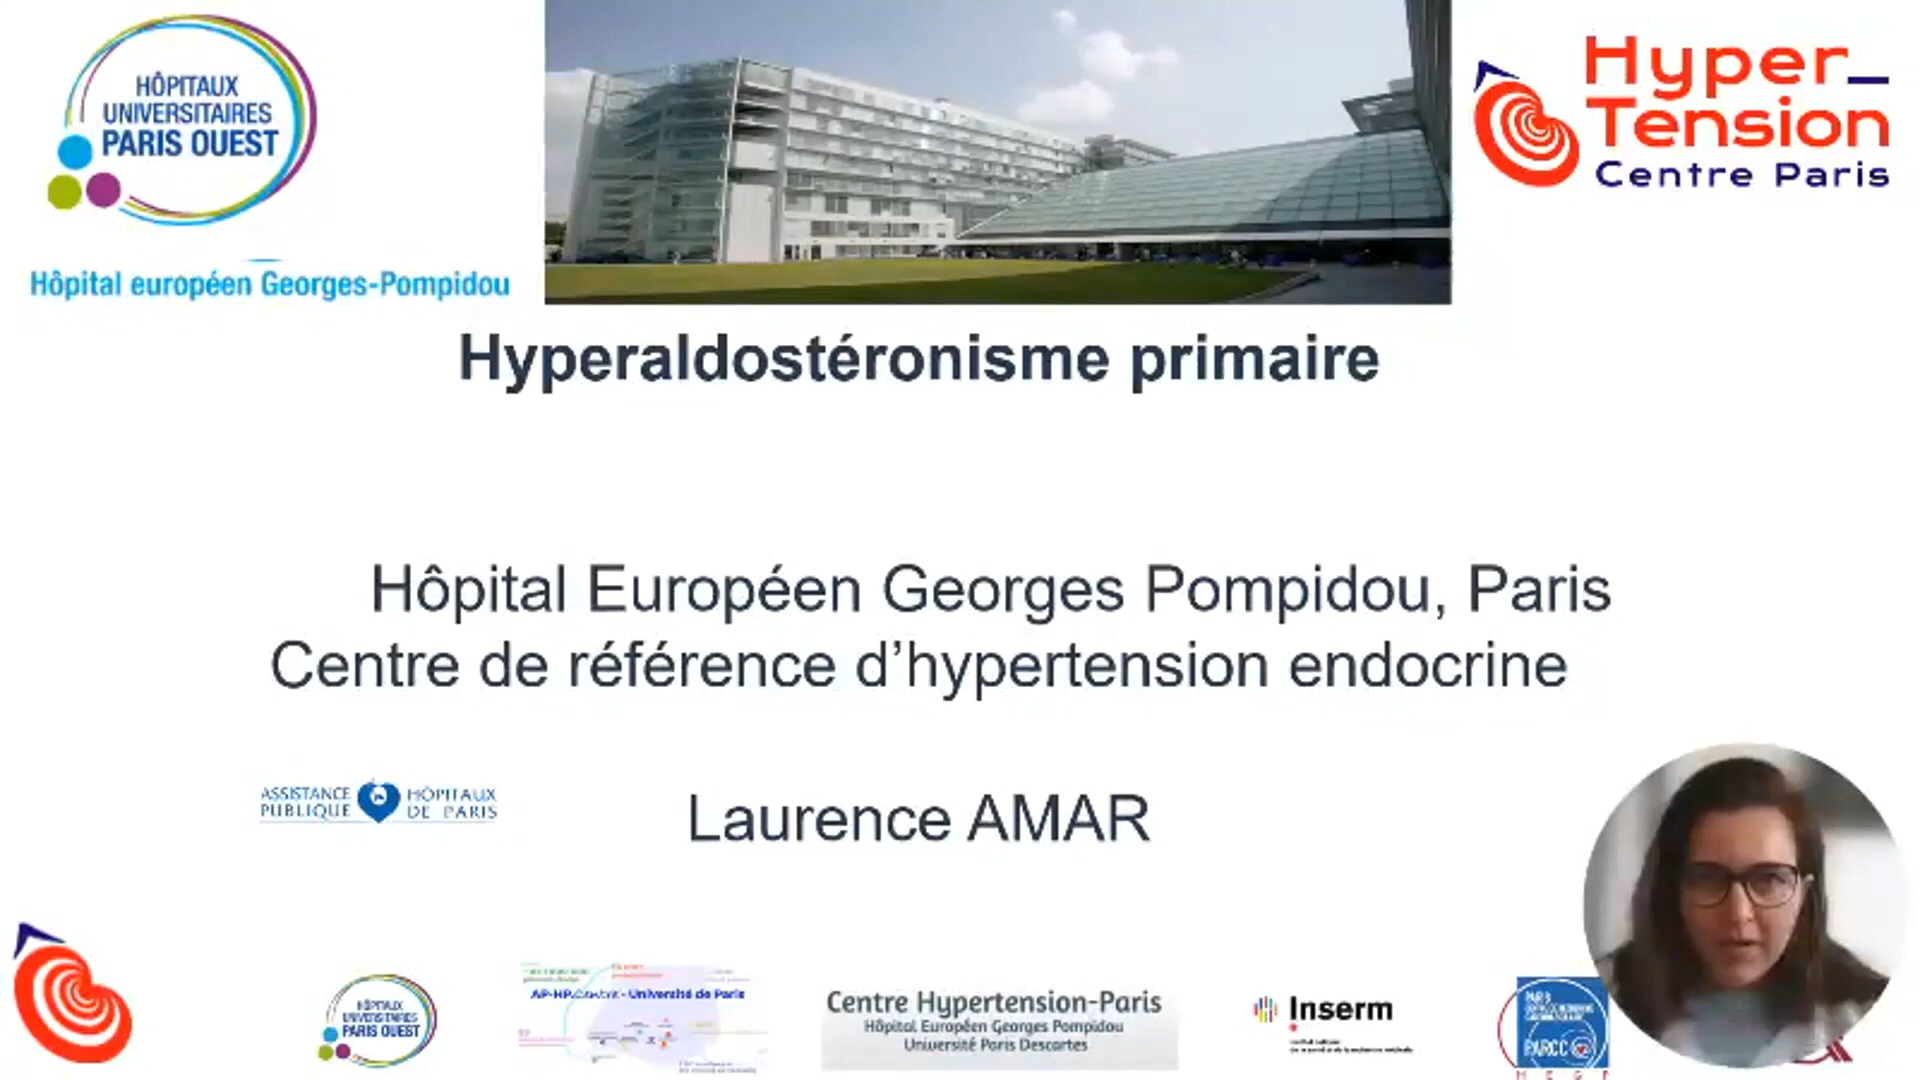 HÔPITAUX
UNIVERSITAIRES
PARIS OUEST
Hôpital européen Georges-Pompidou
Hyper_
Tension
Centre Paris
Hyperaldostéronisme primaire
Hôpital Européen Georges Pompidou, Paris
Centre de référence d’hypertension endocrine
ASSISTANCE HÔPITAUX
PUBLIQUE DE PARIS
Laurence AMAR
HÔPITAUX
UNIVERSITAIRES
PARIS OUEST
AP-HP. - Université de Paris
Centre Hypertension-Paris
Hôpital Européen Georges Pompidou
Université Paris Descartes
Inserm
PARIS
PARCC
H E G P